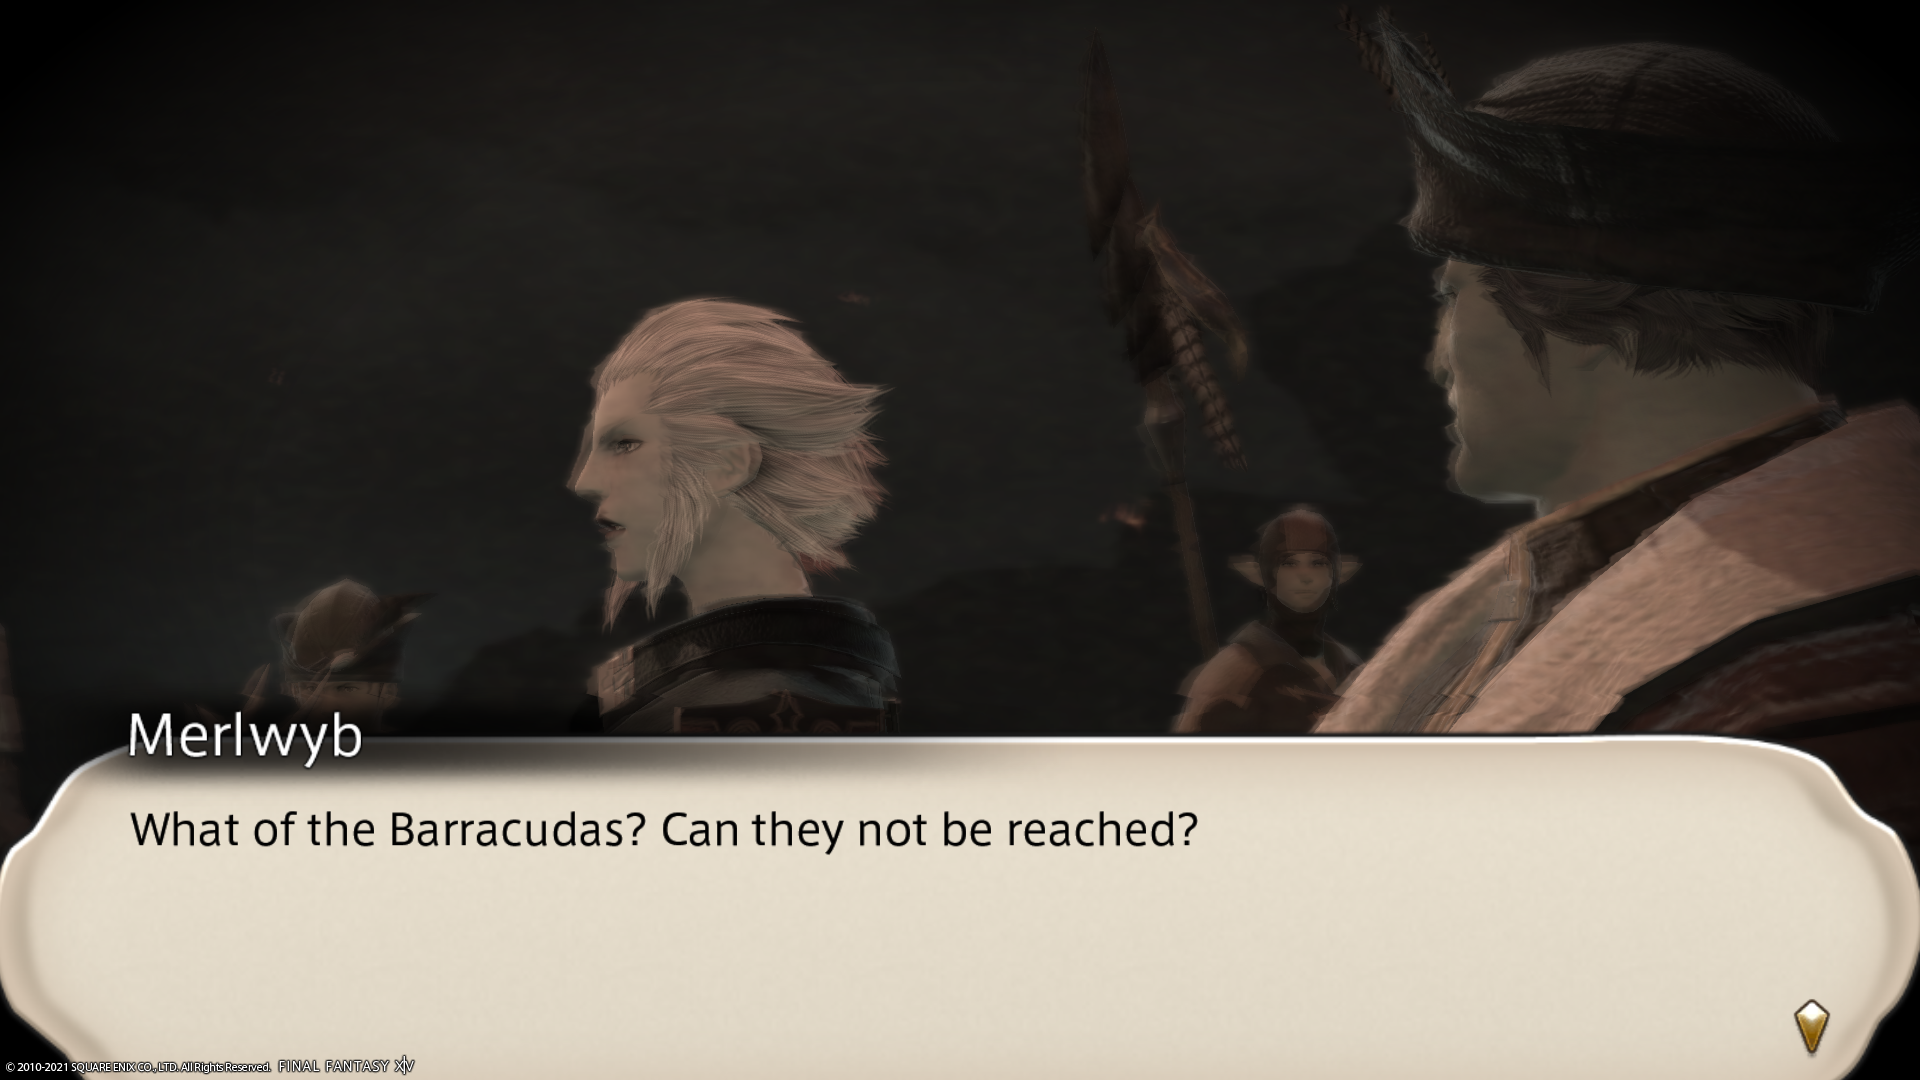 Merlwyb
What of the Barracudas? Can they not be reached?
© 2010-2021 SQUARE ENIX CO., LTD. All Rights Reserved. FINAL FANTASY XIV